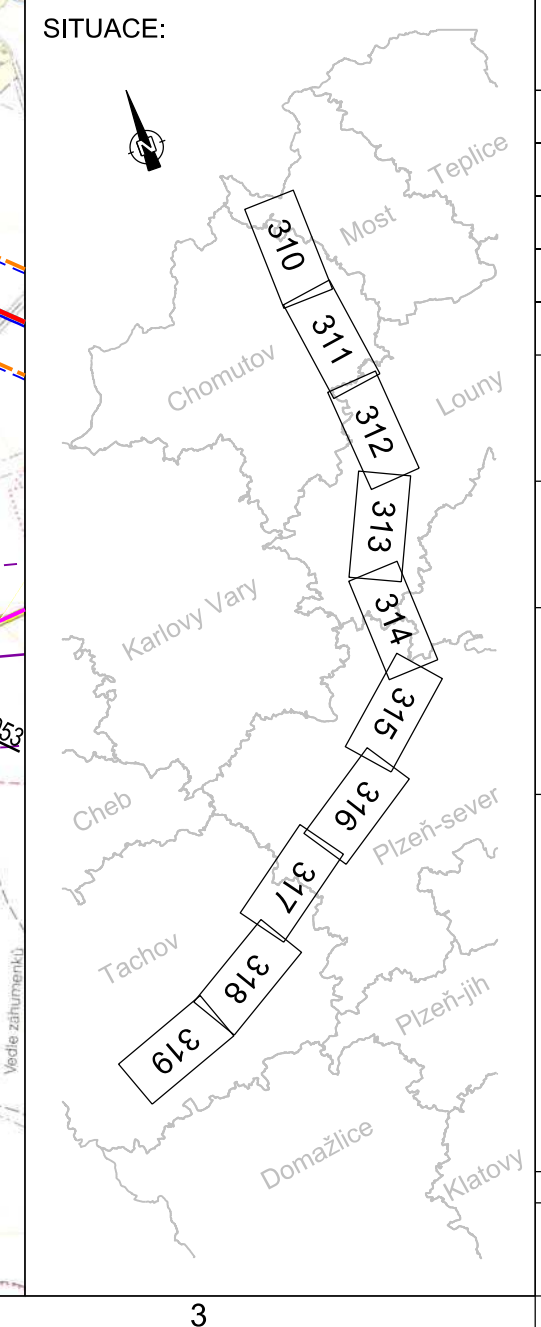 SITUACE:
N
Teplice
Most
310
311
Chomutov
Louny
312
313
Karlovy Vary
314
315
053
Cheb
316
Plzeň-sever
317
Tachov
318
Plzeň-jih
Vedle záhumenků
319
Domažlice
Klatovy
3